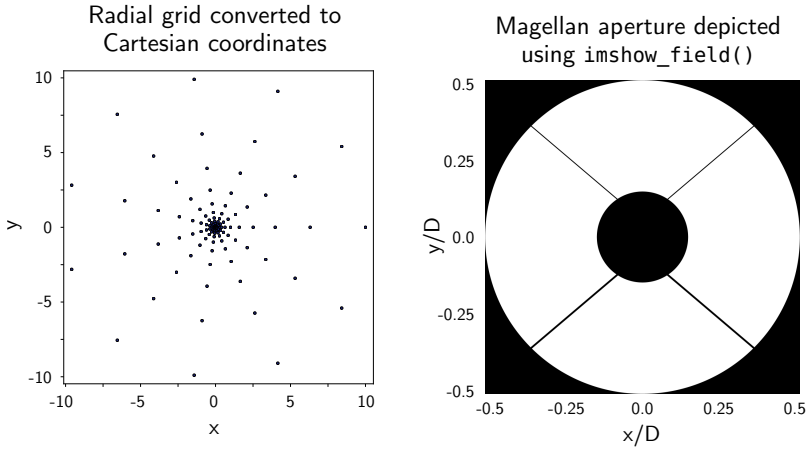 Radial grid converted to
Cartesian coordinates
10
5
0
-5
-10
y
-10
-5
0
5
10
x
Magellan aperture depicted
using imshow_field()
0.5
0.25
0.0
-0.25
-0.5
y/D
-0.5
-0.25
0.0
0.25
0.5
x/D